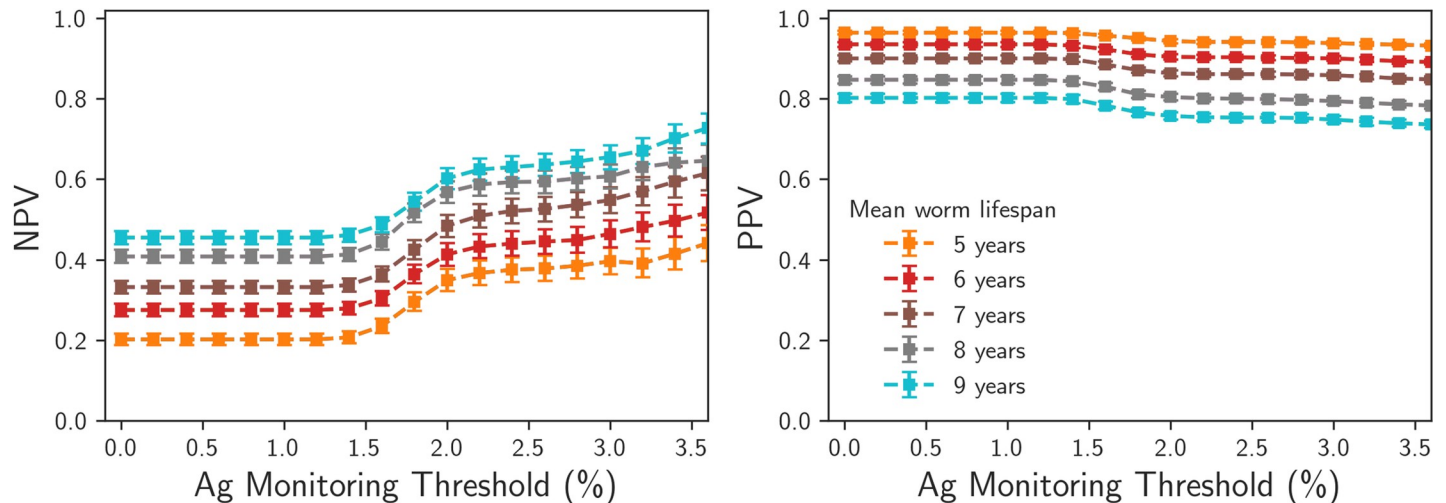 NPV
1.0
0.8
0.6
0.4
0.2
0.0
0.0 0.5 1.0 1.5 2.0 2.5 3.0 3.5
Ag Monitoring Threshold (%)
PPV
1.0
0.8
0.6
0.4
0.2
0.0
Mean worm lifespan
5 years
6 years
7 years
8 years
9 years
0.0 0.5 1.0 1.5 2.0 2.5 3.0 3.5
Ag Monitoring Threshold (%)